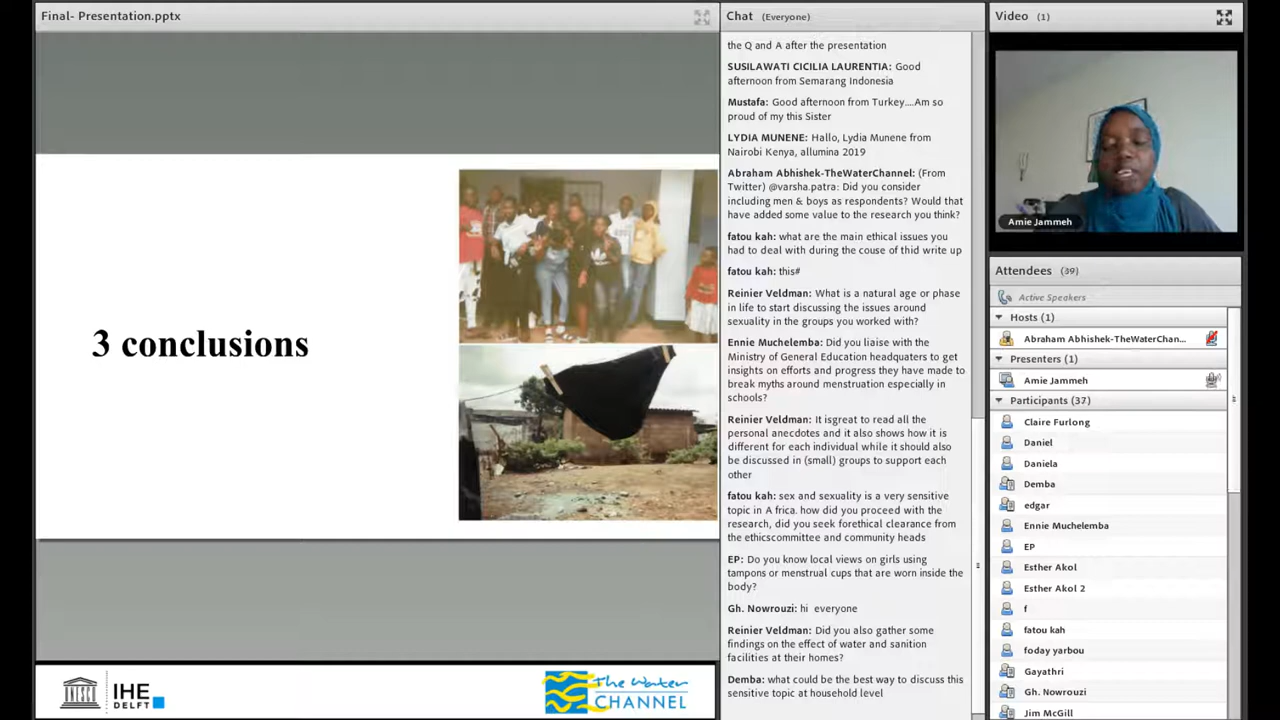 Final- Presentation.pptx
3 conclusions
UNESCO
IHE
DELFT
The Water
CHANNEL
Chat (Everyone)
the Q and A after the presentation
SUSILAWATI CICILIA LAURENTIA: Good
afternoon from Semarang Indonesia
Mustafa: Good afternoon from Turkey....Am so
proud of my this Sister
LYDIA MUNENE: Hallo, Lydia Munene from
Nairobi Kenya, allumina 2019
Abraham Abhishek-TheWaterChannel: (From
Twitter) @varsha.patra: Did you consider
including men & boys as respondents? Would that
have added some value to the research you think?
fatou kah: what are the main ethical issues you
had to deal with during the couse of thid write up
fatou kah: this#
Reinier Veldman: What is a natural age or phase
in life to start discussing the issues around
sexuality in the groups you worked with?
Ennie Muchelemba: Did you liaise with the
Ministry of General Education headquaters to get
insights on efforts and progress they have made to
break myths around menstruation especially in
schools?
Reinier Veldman: It isgreat to read all the
personal anecdotes and it also shows how it is
different for each individual while it should also
be discussed in (small) groups to support each
other
fatou kah: sex and sexuality is a very sensitive
topic in A frica. how did you proceed with the
research, did you seek forethical clearance from
the ethicscommittee and community heads
EP: Do you know local views on girls using
tampons or menstrual cups that are worn inside the
body?
Gh. Nowrouzi: hi everyone
Reinier Veldman: Did you also gather some
findings on the effect of water and sanition
facilities at their homes?
Demba: what could be the best way to discuss this
sensitive topic at household level
Video (1)
Amie Jammeh
Attendees (39)
Active Speakers
Hosts (1)
Abraham Abhishek-TheWaterChan...
Presenters (1)
Amie Jammeh
Participants (37)
Claire Furlong
Daniel
Daniela
Demba
edgar
Ennie Muchelemba
EP
Esther Akol
Esther Akol 2
f
fatou kah
foday yarbou
Gayathri
Gh. Nowrouzi
Jim McGill